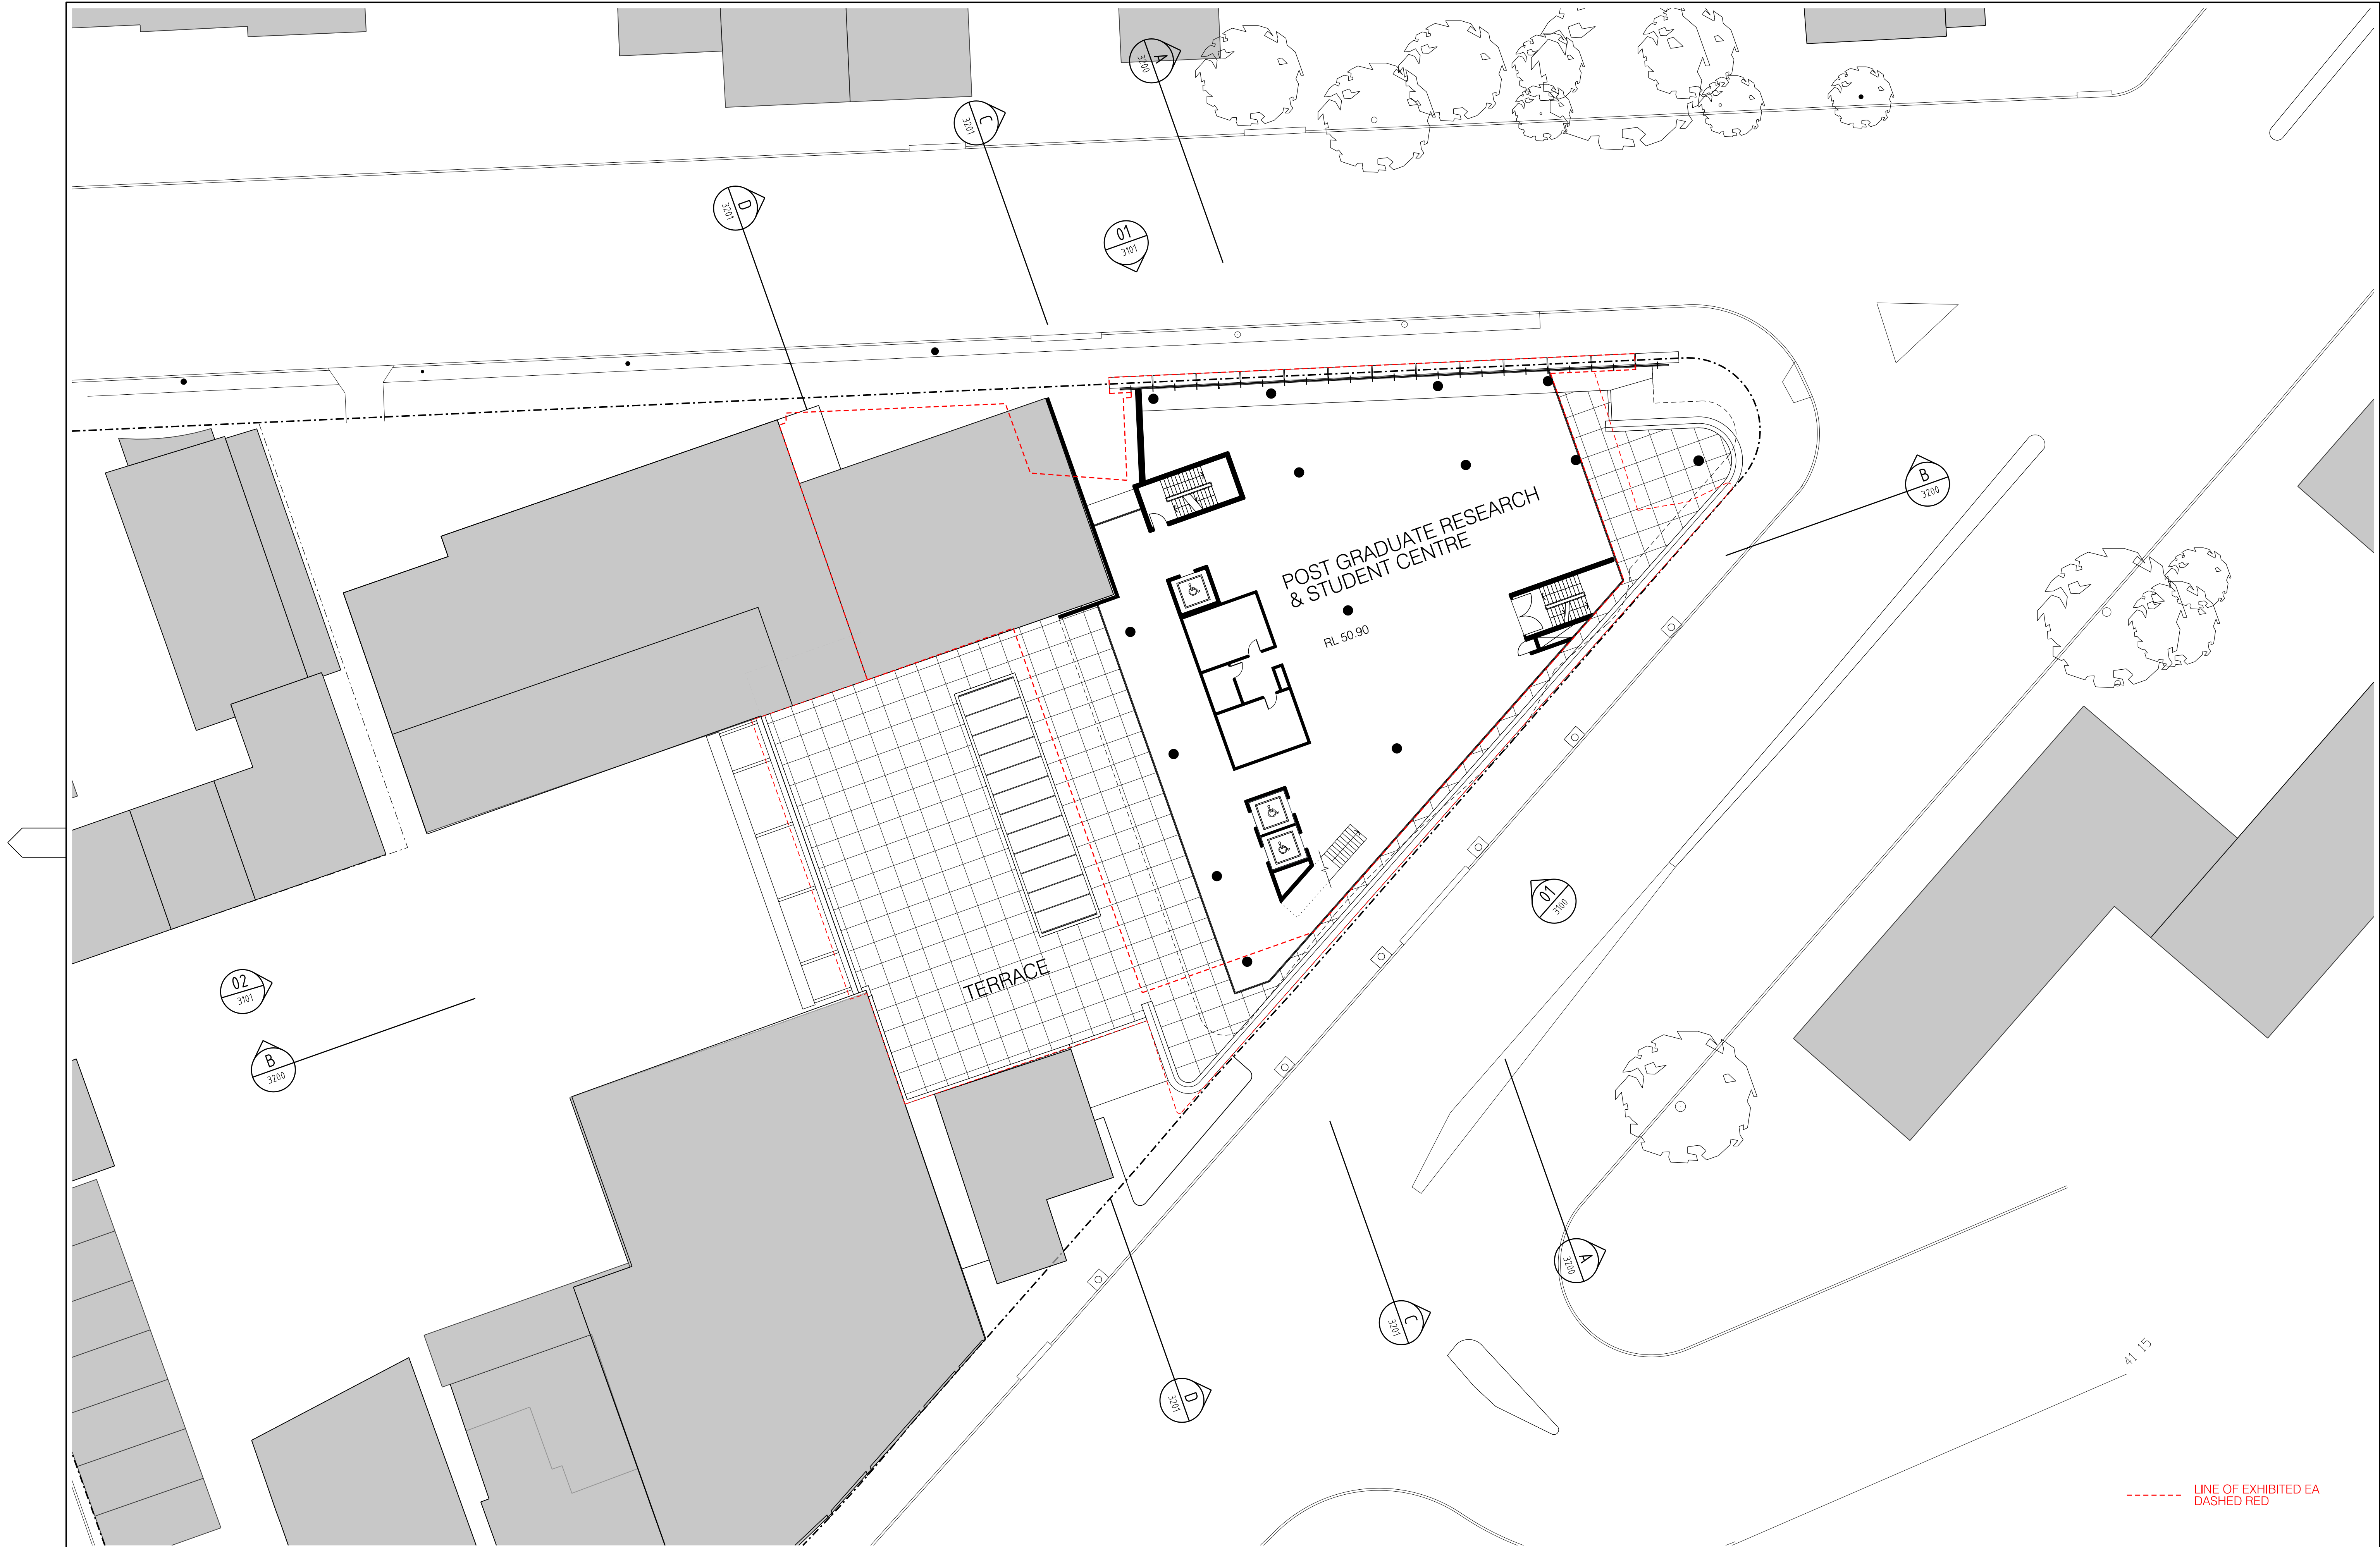 A
3200
C
3201
D
3201
01
3101
B
3200
POST GRADUATE RESEARCH
& STUDENT CENTRE
RL 50.90
01
3100
TERRACE
02
3101
B
3200
A
3200
C
3201
D
3201
41 15
LINE OF EXHIBITED EA
DASHED RED